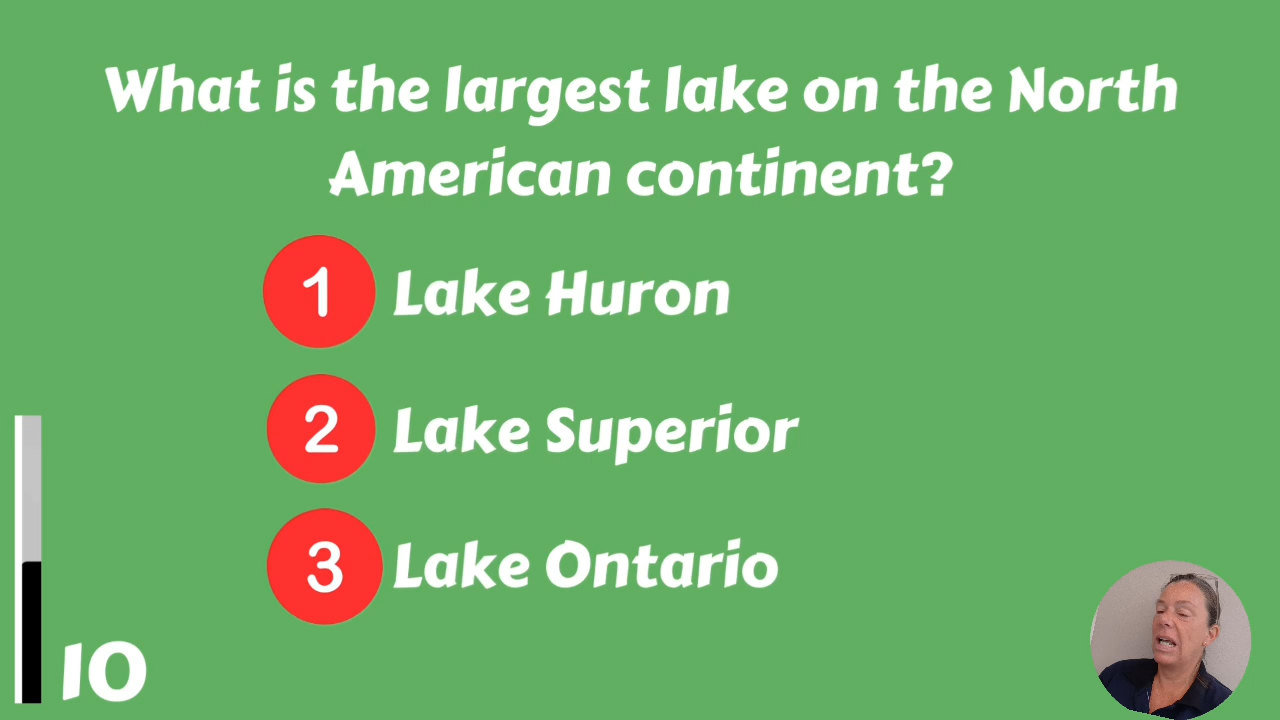 What is the largest lake on the North
American continent?
1 Lake Huron
2 Lake Superior
3 Lake Ontario
10